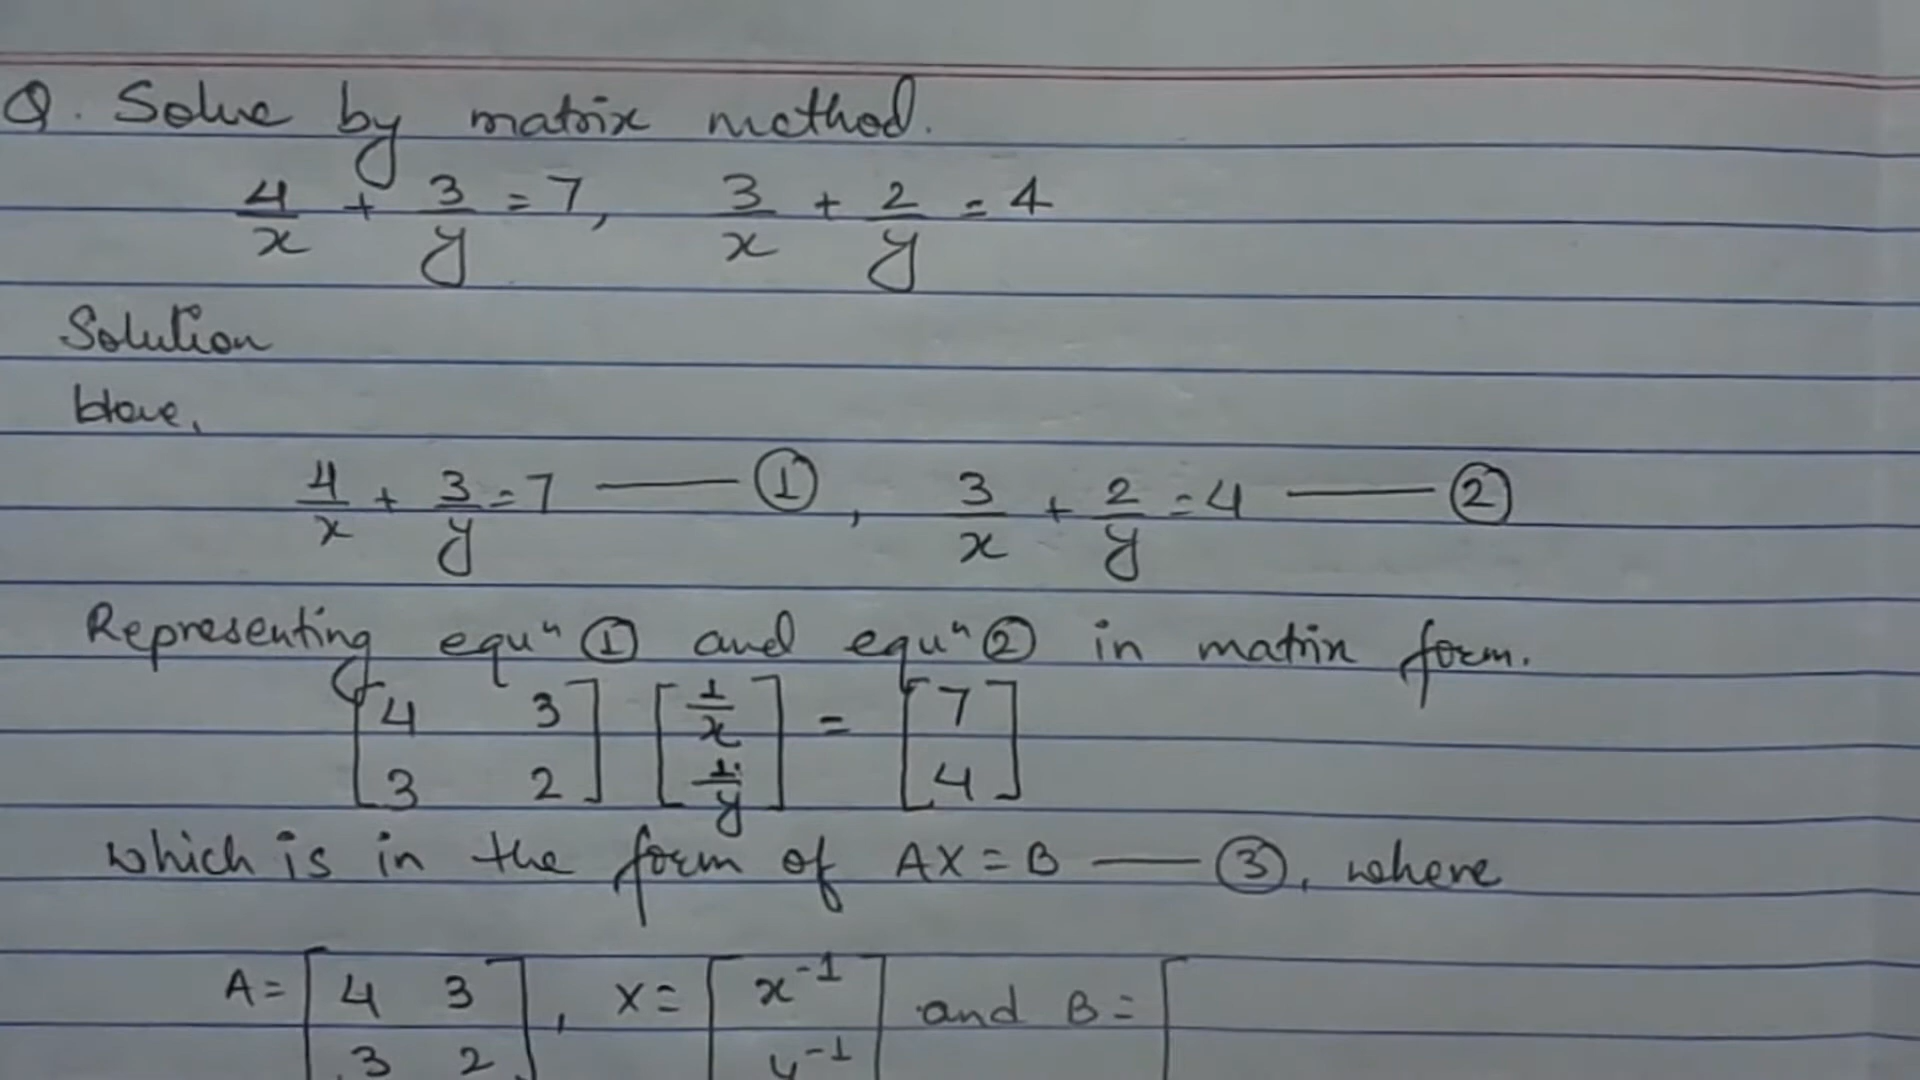 Q. Solve by matrix method.
4/x + 3/y = 7, 3/x + 2/y = 4
Solution
Here,
4/x + 3/y = 7 —— ①, 3/x + 2/y = 4 —— ②
Representing equⁿ ① and equⁿ ② in matrix form.
[4 3; 3 2] [1/x; 1/y] = [7; 4]
which is in the form of AX = B —— ③, where
A = [4 3; 3 2], X = [x⁻¹; y⁻¹] and B = [